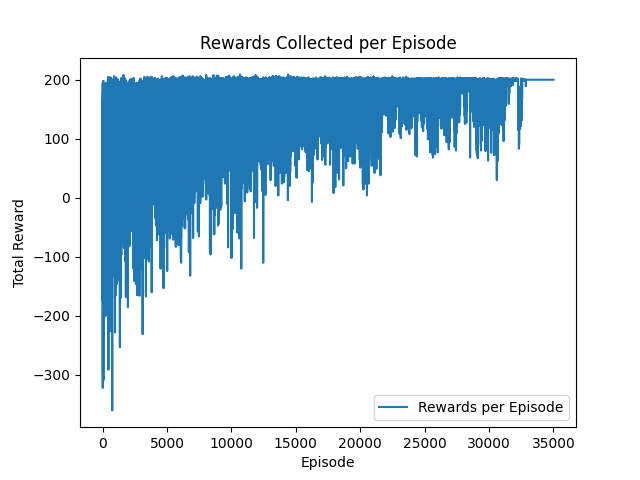 Rewards Collected per Episode
Total Reward
200
100
0
−100
−200
−300
Rewards per Episode
0 5000 10000 15000 20000 25000 30000 35000
Episode